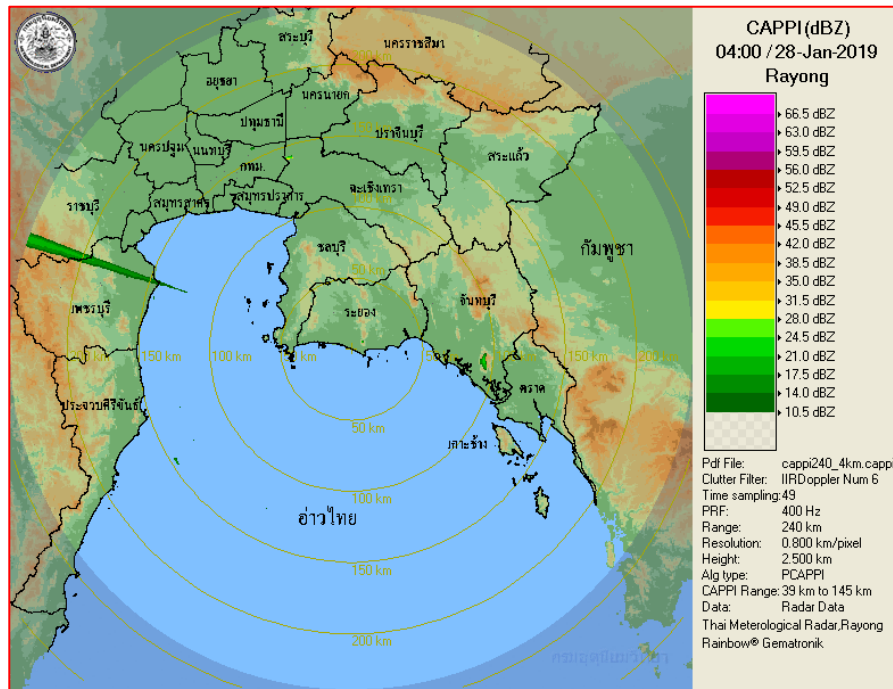 CAPPI (dBZ)
04:00 / 28-Jan-2019
Rayong
66.5 dBZ
63.0 dBZ
59.5 dBZ
56.0 dBZ
52.5 dBZ
49.0 dBZ
45.5 dBZ
42.0 dBZ
38.5 dBZ
35.0 dBZ
31.5 dBZ
28.0 dBZ
24.5 dBZ
21.0 dBZ
17.5 dBZ
14.0 dBZ
10.5 dBZ
Pdf File: cappi240_4km.cappi
Clutter Filter: IIRDoppler Num 6
Time sampling:49
PRF: 400 Hz
Range: 240 km
Resolution: 0.800 km/pixel
Height: 2.500 km
Alg type: PCAPPI
CAPPI Range: 39 km to 145 km
Data: Radar Data
Thai Meterological Radar,Rayong
Rainbow® Gematronik
สระบุรี
นครราชสีมา
อยุธยา
นครนายก
ปทุมธานี
ปราจีนบุรี
นครปฐม
นนทบุรี
สระแก้ว
กทม.
ฉะเชิงเทรา
ราชบุรี
สมุทรสาคร
สมุทรปราการ
ชลบุรี
กัมพูชา
เพชรบุรี
ระยอง
จันทบุรี
150 km
100 km
150 km
200 km
ประจวบคีรีขันธ์
ตราด
50 km
เกาะช้าง
100 km
อ่าวไทย
150 km
200 km
กรมอุตุนิยมวิทยา